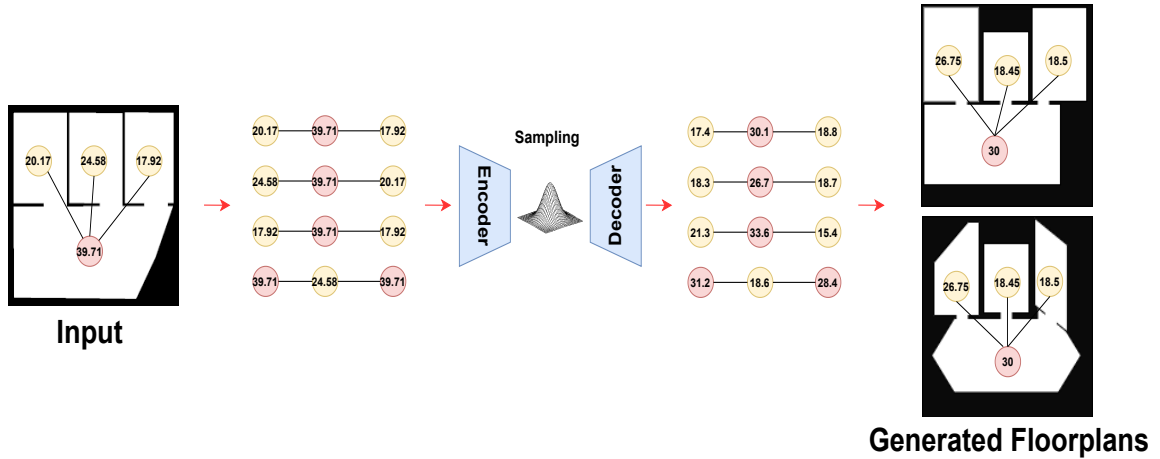 20.17
24.58
17.92
39.71
Input
20.17 39.71 17.92
24.58 39.71 20.17
17.92 39.71 17.92
39.71 24.58 39.71
Encoder
Sampling
Decoder
17.4 30.1 18.8
18.3 26.7 18.7
21.3 33.6 15.4
31.2 18.6 28.4
26.75
18.45
18.5
30
26.75
18.45
18.5
30
Generated Floorplans